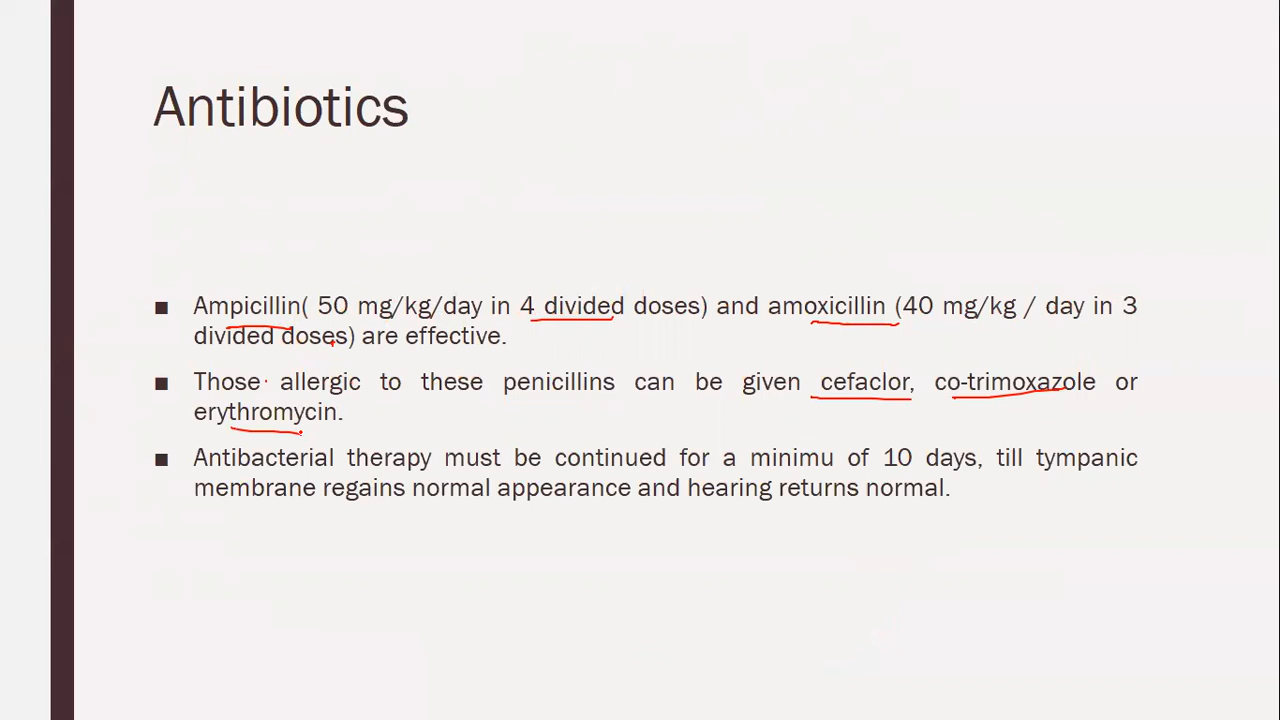 Antibiotics
■ Ampicillin( 50 mg/kg/day in 4 divided doses) and amoxicillin (40 mg/kg / day in 3
divided doses) are effective.
■ Those allergic to these penicillins can be given cefaclor, co-trimoxazole or
erythromycin.
■ Antibacterial therapy must be continued for a minimu of 10 days, till tympanic
membrane regains normal appearance and hearing returns normal.